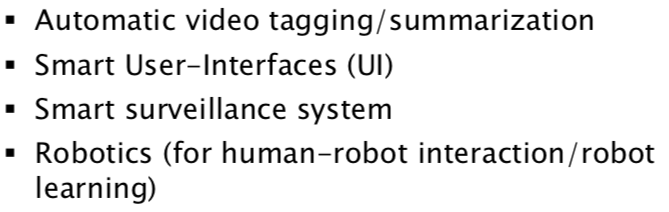 ▪ Automatic video tagging/summarization
▪ Smart User-Interfaces (UI)
▪ Smart surveillance system
▪ Robotics (for human-robot interaction/robot
learning)